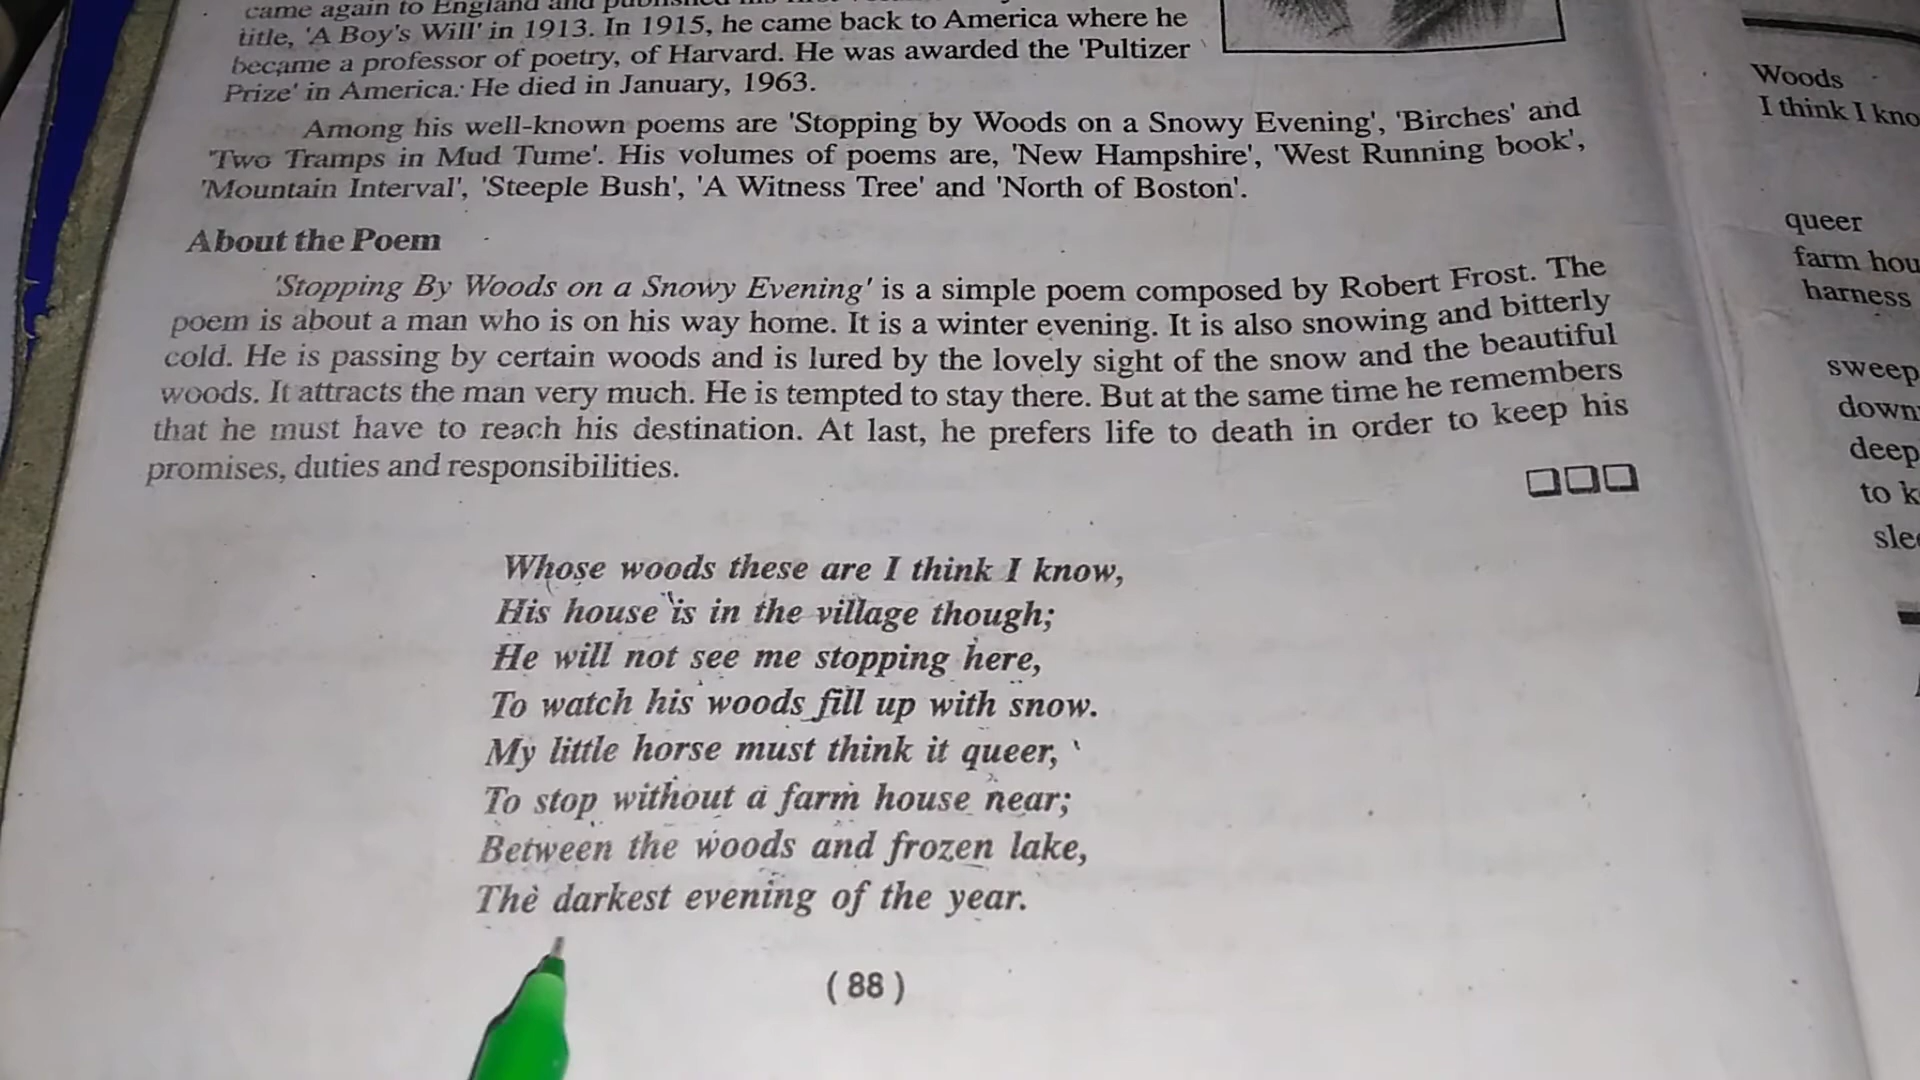 came again to England and published his first
title, 'A Boy's Will' in 1913. In 1915, he came back to America where he
became a professor of poetry, of Harvard. He was awarded the 'Pultizer
Prize' in America. He died in January, 1963.
Among his well-known poems are 'Stopping by Woods on a Snowy Evening', 'Birches' and
'Two Tramps in Mud Tume'. His volumes of poems are, 'New Hampshire', 'West Running book',
'Mountain Interval', 'Steeple Bush', 'A Witness Tree' and 'North of Boston'.
About the Poem
'Stopping By Woods on a Snowy Evening' is a simple poem composed by Robert Frost. The
poem is about a man who is on his way home. It is a winter evening. It is also snowing and bitterly
cold. He is passing by certain woods and is lured by the lovely sight of the snow and the beautiful
woods. It attracts the man very much. He is tempted to stay there. But at the same time he remembers
that he must have to reach his destination. At last, he prefers life to death in order to keep his
promises, duties and responsibilities.
Whose woods these are I think I know,
His house is in the village though;
He will not see me stopping here,
To watch his woods fill up with snow.
My little horse must think it queer,
To stop without a farm house near;
Between the woods and frozen lake,
The darkest evening of the year.
( 88 )
Woods
I think I kno
queer
farm hou
harness
sweep
down
deep
to k
slee